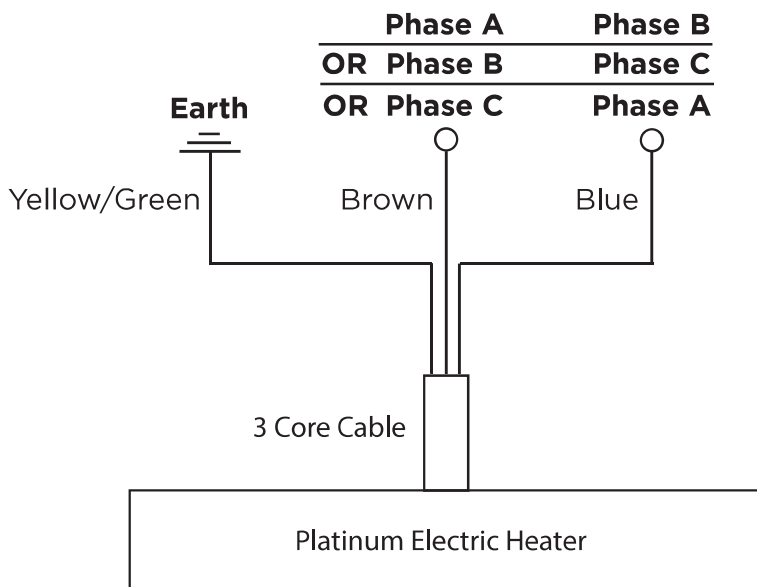 Phase A Phase B
OR Phase B Phase C
OR Phase C Phase A
Earth
Yellow/Green Brown Blue
3 Core Cable
Platinum Electric Heater